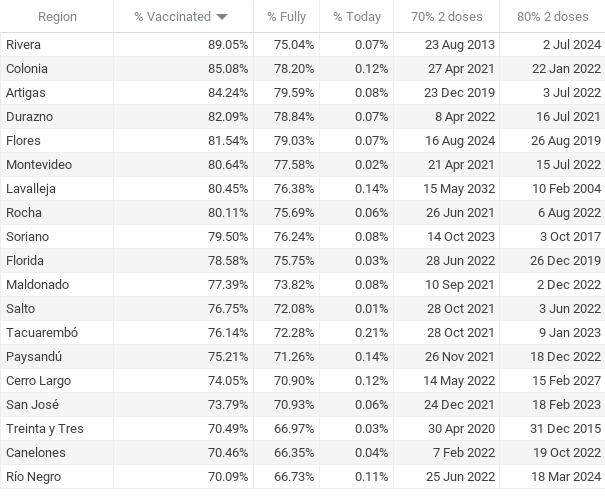 Region % Vaccinated % Fully % Today 70% 2 doses 80% 2 doses
Rivera 89.05% 75.04% 0.07% 23 Aug 2013 2 Jul 2024
Colonia 85.08% 78.20% 0.12% 27 Apr 2021 22 Jan 2022
Artigas 84.24% 79.59% 0.08% 23 Dec 2019 3 Jul 2022
Durazno 82.09% 78.84% 0.07% 8 Apr 2022 16 Jul 2021
Flores 81.54% 79.03% 0.07% 16 Aug 2024 26 Aug 2019
Montevideo 80.64% 77.58% 0.02% 21 Apr 2021 15 Jul 2022
Lavalleja 80.45% 76.38% 0.14% 15 May 2032 10 Feb 2004
Rocha 80.11% 75.69% 0.06% 26 Jun 2021 6 Aug 2022
Soriano 79.50% 76.24% 0.08% 14 Oct 2023 3 Oct 2017
Florida 78.58% 75.75% 0.03% 28 Jun 2022 26 Dec 2019
Maldonado 77.39% 73.82% 0.08% 10 Sep 2021 2 Dec 2022
Salto 76.75% 72.08% 0.01% 28 Oct 2021 3 Jun 2022
Tacuarembó 76.14% 72.28% 0.21% 28 Oct 2021 9 Jan 2023
Paysandú 75.21% 71.26% 0.14% 26 Nov 2021 18 Dec 2022
Cerro Largo 74.05% 70.90% 0.12% 14 May 2022 15 Feb 2027
San José 73.79% 70.93% 0.06% 24 Dec 2021 18 Feb 2023
Treinta y Tres 70.49% 66.97% 0.03% 30 Apr 2020 31 Dec 2015
Canelones 70.46% 66.35% 0.04% 7 Feb 2022 19 Oct 2022
Río Negro 70.09% 66.73% 0.11% 25 Jun 2022 18 Mar 2024